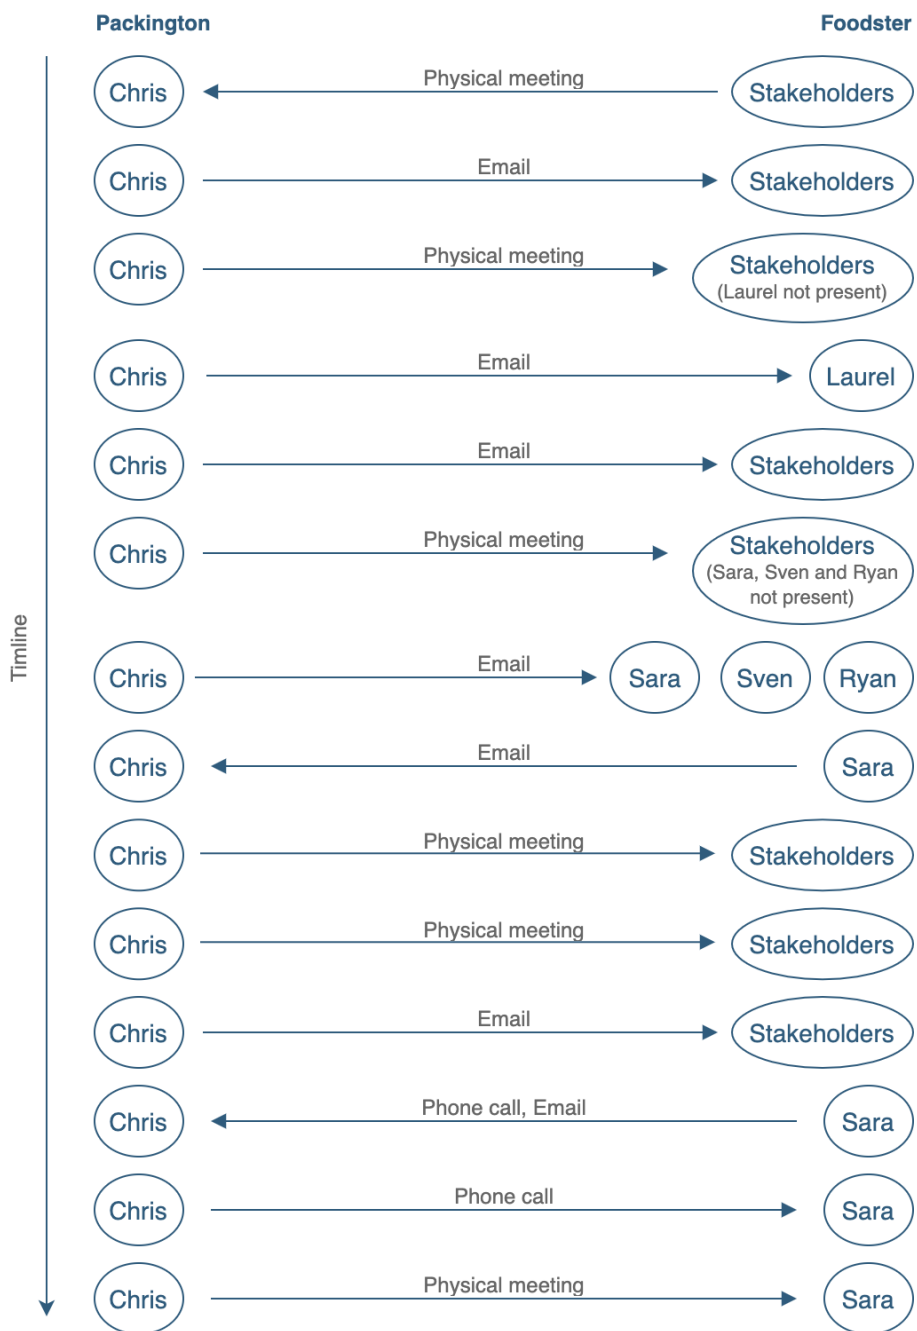 Packington
Foodster
Chris
Physical meeting
Stakeholders
Chris
Email
Stakeholders
Chris
Physical meeting
Stakeholders
(Laurel not present)
Chris
Email
Laurel
Chris
Email
Stakeholders
Chris
Physical meeting
Stakeholders
(Sara, Sven and Ryan
not present)
Timline
Chris
Email
Sara
Sven
Ryan
Chris
Email
Sara
Chris
Physical meeting
Stakeholders
Chris
Physical meeting
Stakeholders
Chris
Email
Stakeholders
Chris
Phone call, Email
Sara
Chris
Phone call
Sara
Chris
Physical meeting
Sara